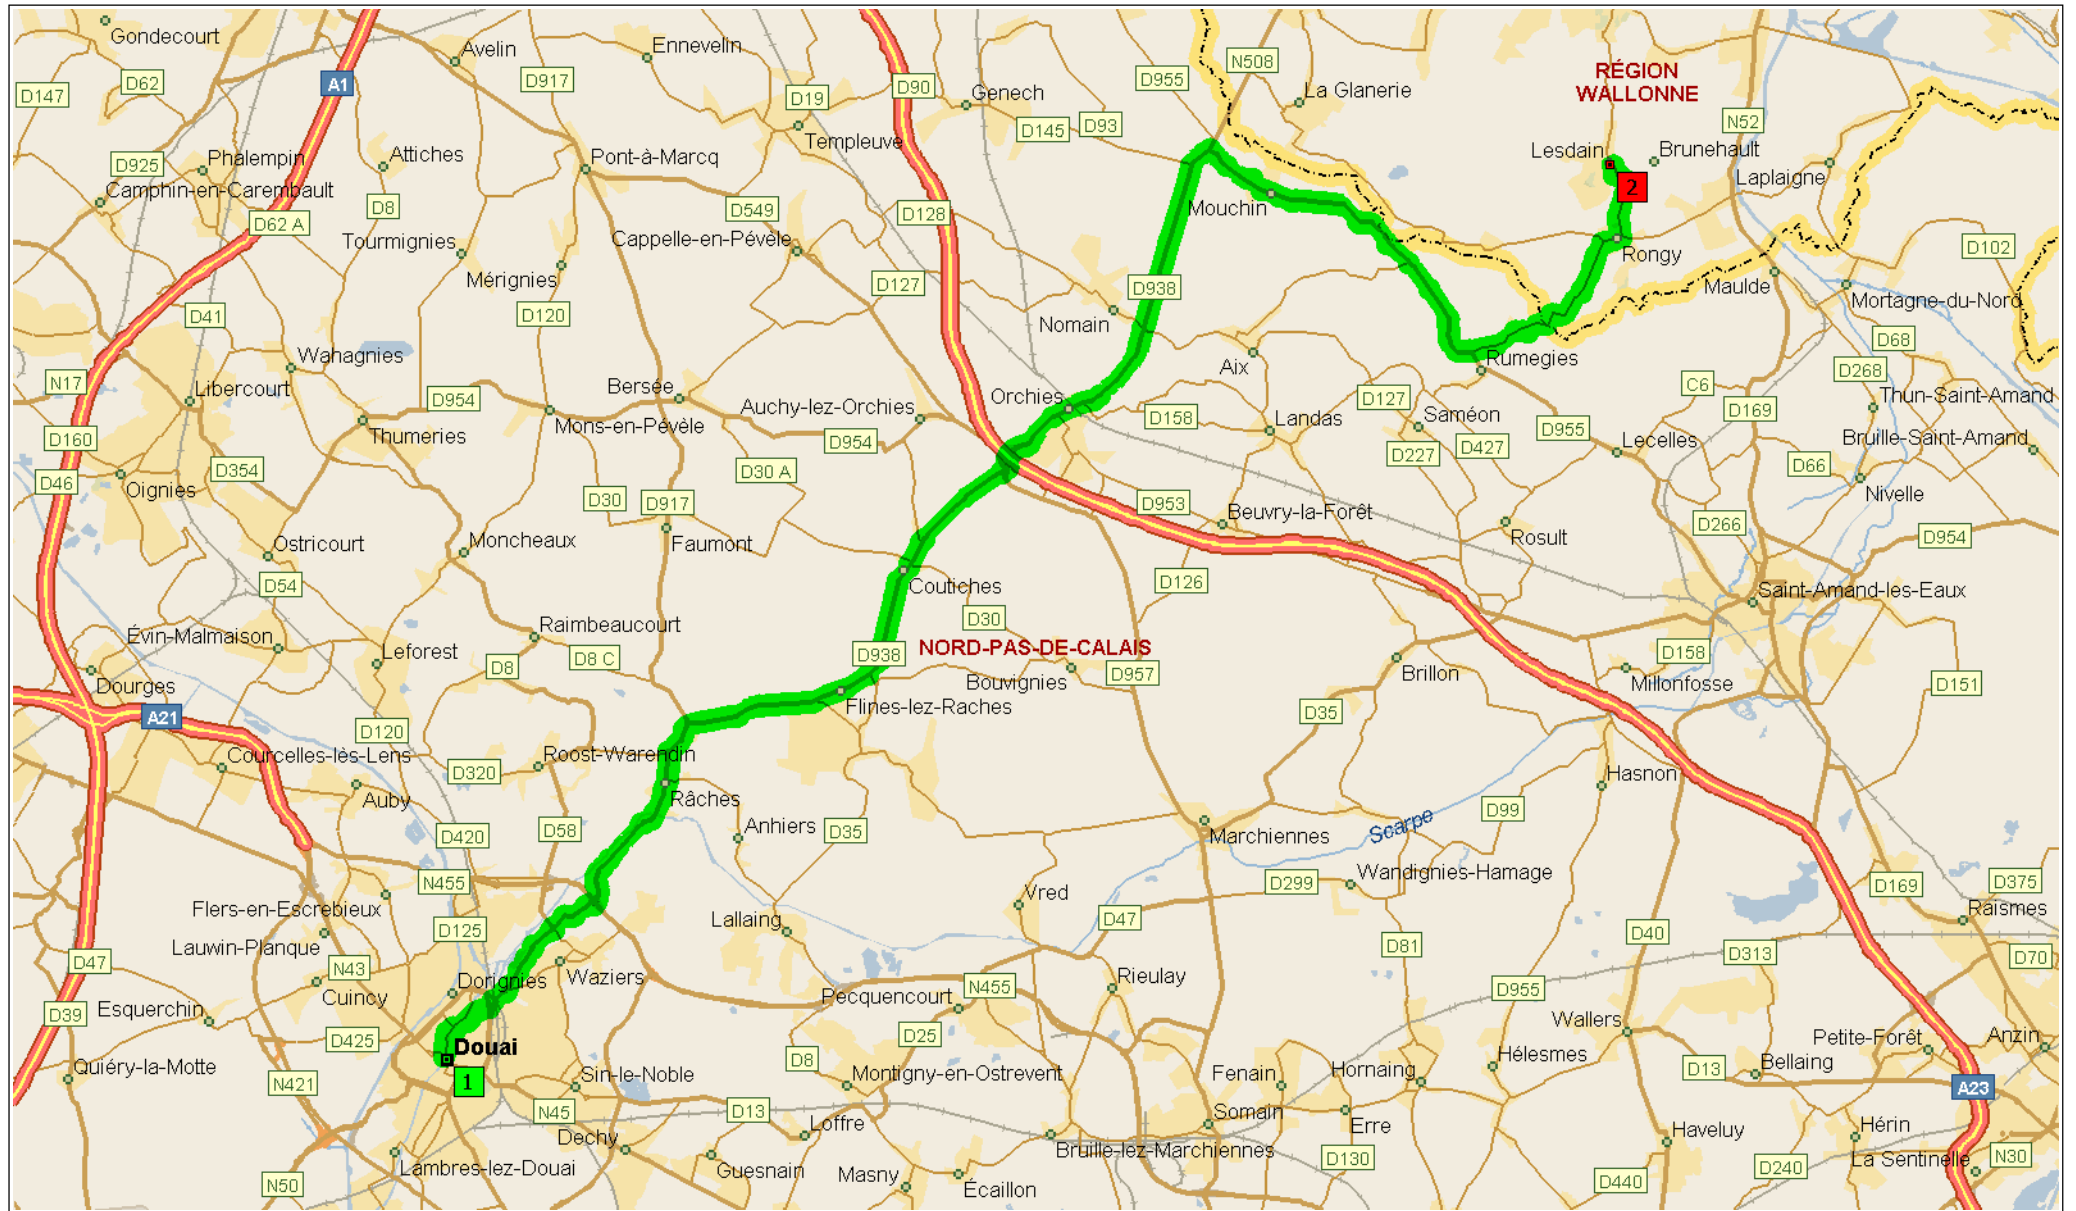 Gondecourt
Avelin
Ennevelin
D955
N508
RÉGION
WALLONNE
A1
D62
D917
D90
Genech
La Glanerie
D147
D19
D145
D93
N52
Templeuve
D925
Phalempin
Attiches
Pont-à-Marcq
Lesdain
Brunehault
Laplaigne
Camphin-en-Carembault
D62 A
D8
D549
D128
Mouchin
2
Tourmignies
Cappelle-en-Pévèle
Rongy
D102
Mérignies
D127
D938
Maulde
Mortagne-du-Nord
D41
D120
Nomain
D68
Wahagnies
Aix
Rumegies
N17
Libercourt
Bersée
D268
D954
Auchy-lez-Orchies
Orchies
D158
D127
C6
D169
Thun-Saint-Amand
Thumeries
Mons-en-Pévèle
D954
Landas
Saméon
D955
Lecelles
Bruille-Saint-Amand
D160
D46
D354
D30 A
D227
D427
D66
Oignies
D30
D917
D953
Beuvry-la-Forêt
Nivelle
Ostricourt
Moncheaux
Faumont
Rosult
D266
D954
D54
Coutiches
D126
Saint-Amand-les-Eaux
D30
Évin-Malmaison
Raimbeaucourt
D938
NORD-PAS-DE-CALAIS
D158
Leforest
D8
D8 C
Bouvignies
D957
Brillon
Millonfosse
D151
Dourges
A21
Flines-lez-Raches
D35
D120
Courcelles-lès-Lens
Roost-Warendin
D320
Hasnon
Auby
Râches
D99
D420
D58
Anhiers
D35
Marchiennes
Scarpe
N455
D299
Wandignies-Hamage
D169
D375
Flers-en-Escrebieux
Vred
Raismes
Lauwin-Planque
D125
Lallaing
D47
D81
D40
D313
D47
N43
Dorignies
Waziers
Rieulay
D70
Cuincy
Pecquencourt
N455
D955
D39
Esquerchin
D425
D25
Wallers
Petite-Forêt
Anzin
Douai
D8
Hélesmes
Bellaing
Quiéry-la-Motte
N421
1
Sin-le-Noble
Montigny-en-Ostrevent
Fenain
Hornaing
D13
A23
N45
D13
Somain
Dechy
Loffre
Erre
Haveluy
Hérin
Lambres-lez-Douai
Guesnain
Bruille-lez-Marchiennes
D130
D240
La Sentinelle
N30
N50
Masny
Écaillon
D440